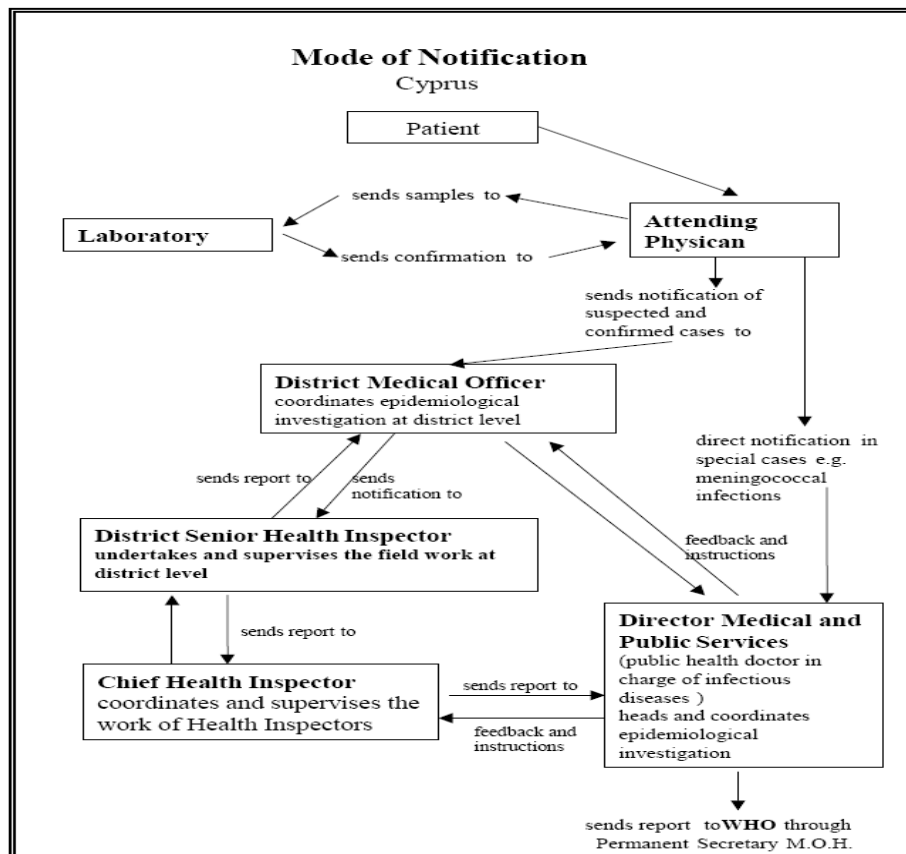 Mode of Notification
Cyprus
Patient
sends samples to
Attending
Physican
Laboratory
sends confirmation to
sends notification of
suspected and
confirmed cases to
District Medical Officer
coordinates epidemiological
investigation at district level
direct notification in
special cases e.g.
meningococcal
infections
sends report to
sends
notification to
District Senior Health Inspector
undertakes and supervises the field work at
district level
feedback and
instructions
sends report to
Director Medical and
Public Services
(public health doctor in
charge of infectious
diseases )
heads and coordinates
epidemiological
investigation
Chief Health Inspector
coordinates and supervises the
work of Health Inspectors
sends report to
feedback and
instructions
sends report to WHO through
Permanent Secretary M.O.H.